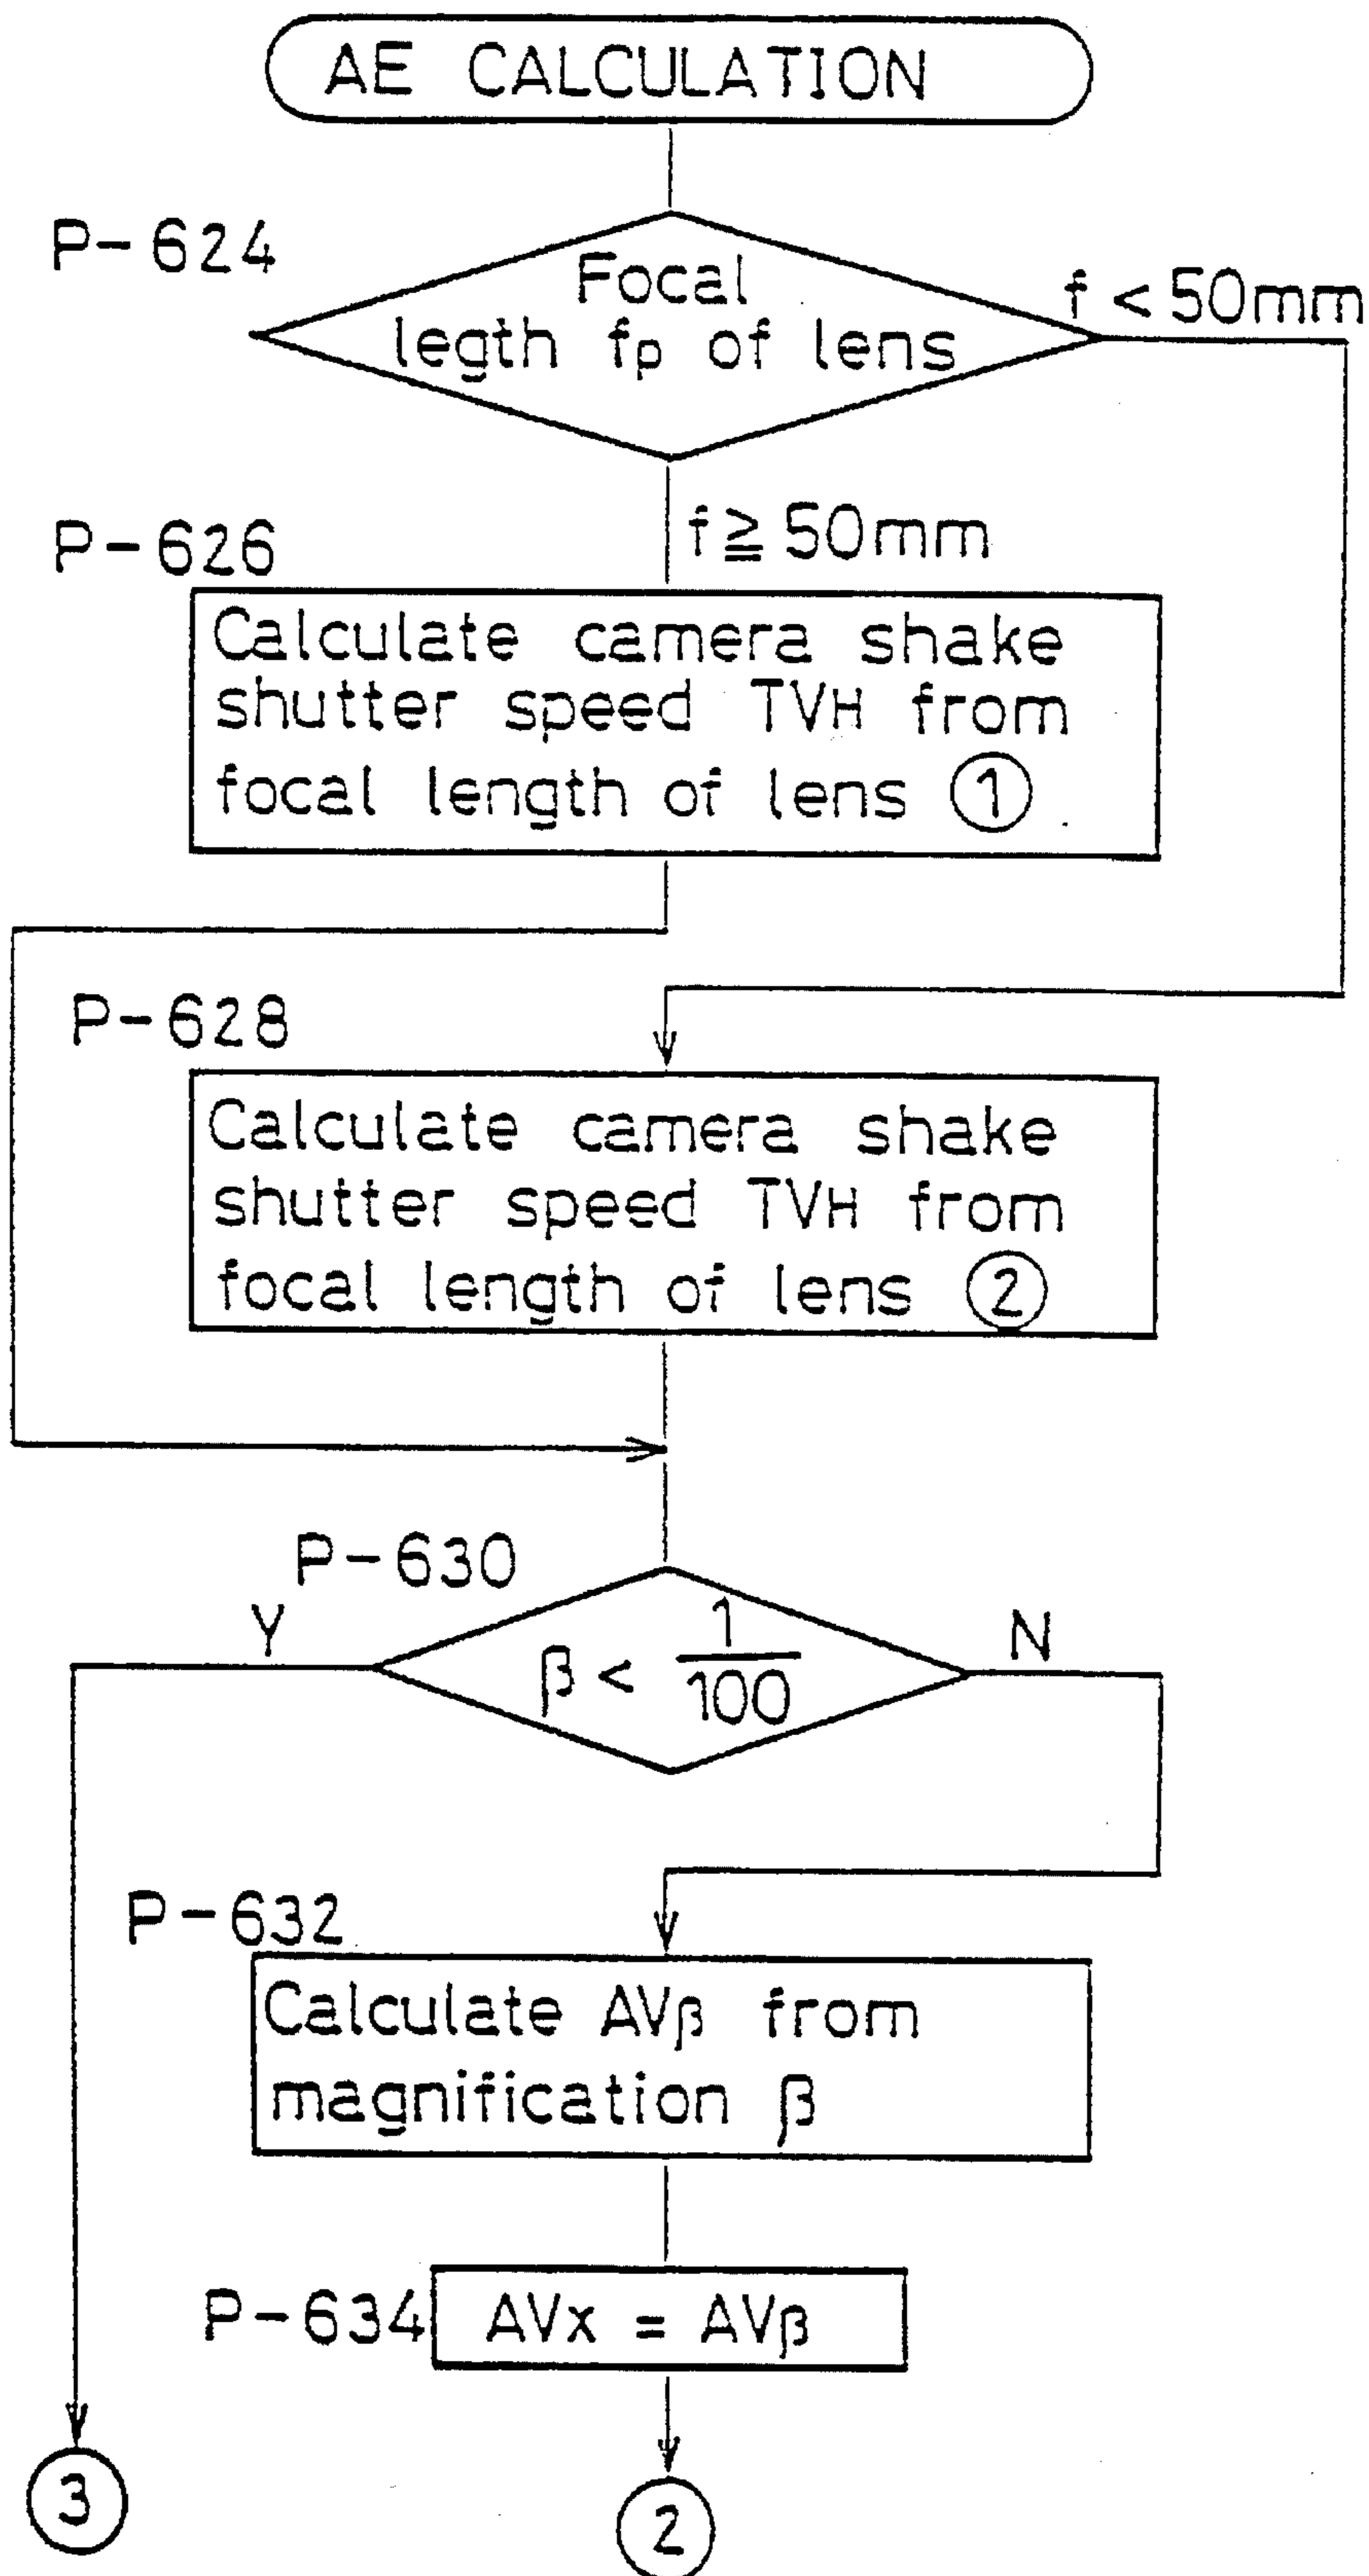 AE CALCULATION
P-624
Focal
legth fp of lens
f < 50mm
f ≧ 50mm
P-626
Calculate camera shake
shutter speed TVH from
focal length of lens ①
P-628
Calculate camera shake
shutter speed TVH from
focal length of lens ②
P-630
Y
β < 1/100
N
P-632
Calculate AVβ from
magnification β
P-634
AVx = AVβ
③
②